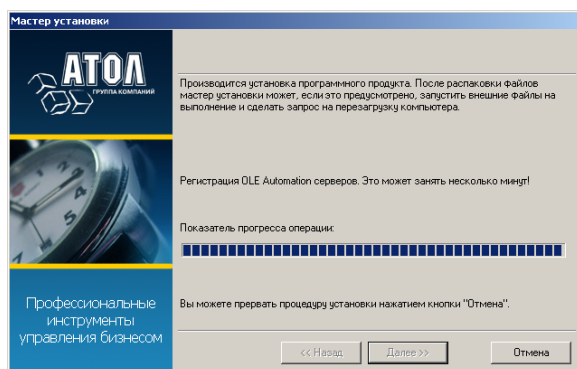 Мастер установки
АТОЛ
ГРУППА КОМПАНИЙ
Производится установка программного продукта. После распаковки файлов
мастер установки может, если это предусмотрено, запустить внешние файлы на
выполнение и сделать запрос на перезагрузку компьютера.
Регистрация OLE Automation серверов. Это может занять несколько минут!
Показатель прогресса операции:
Профессиональные
инструменты
управления бизнесом
Вы можете прервать процедуру установки нажатием кнопки "Отмена".
<< Назад
Далее >>
Отмена